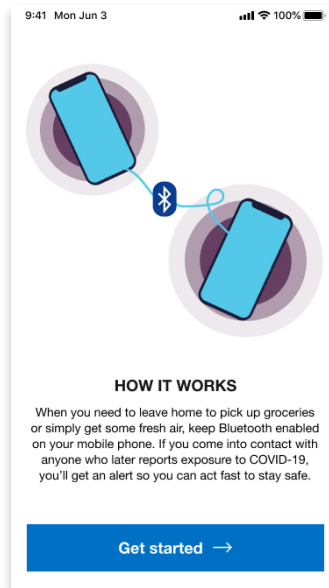 9:41 Mon Jun 3 100%
HOW IT WORKS
When you need to leave home to pick up groceries
or simply get some fresh air, keep Bluetooth enabled
on your mobile phone. If you come into contact with
anyone who later reports exposure to COVID-19,
you'll get an alert so you can act fast to stay safe.
Get started →